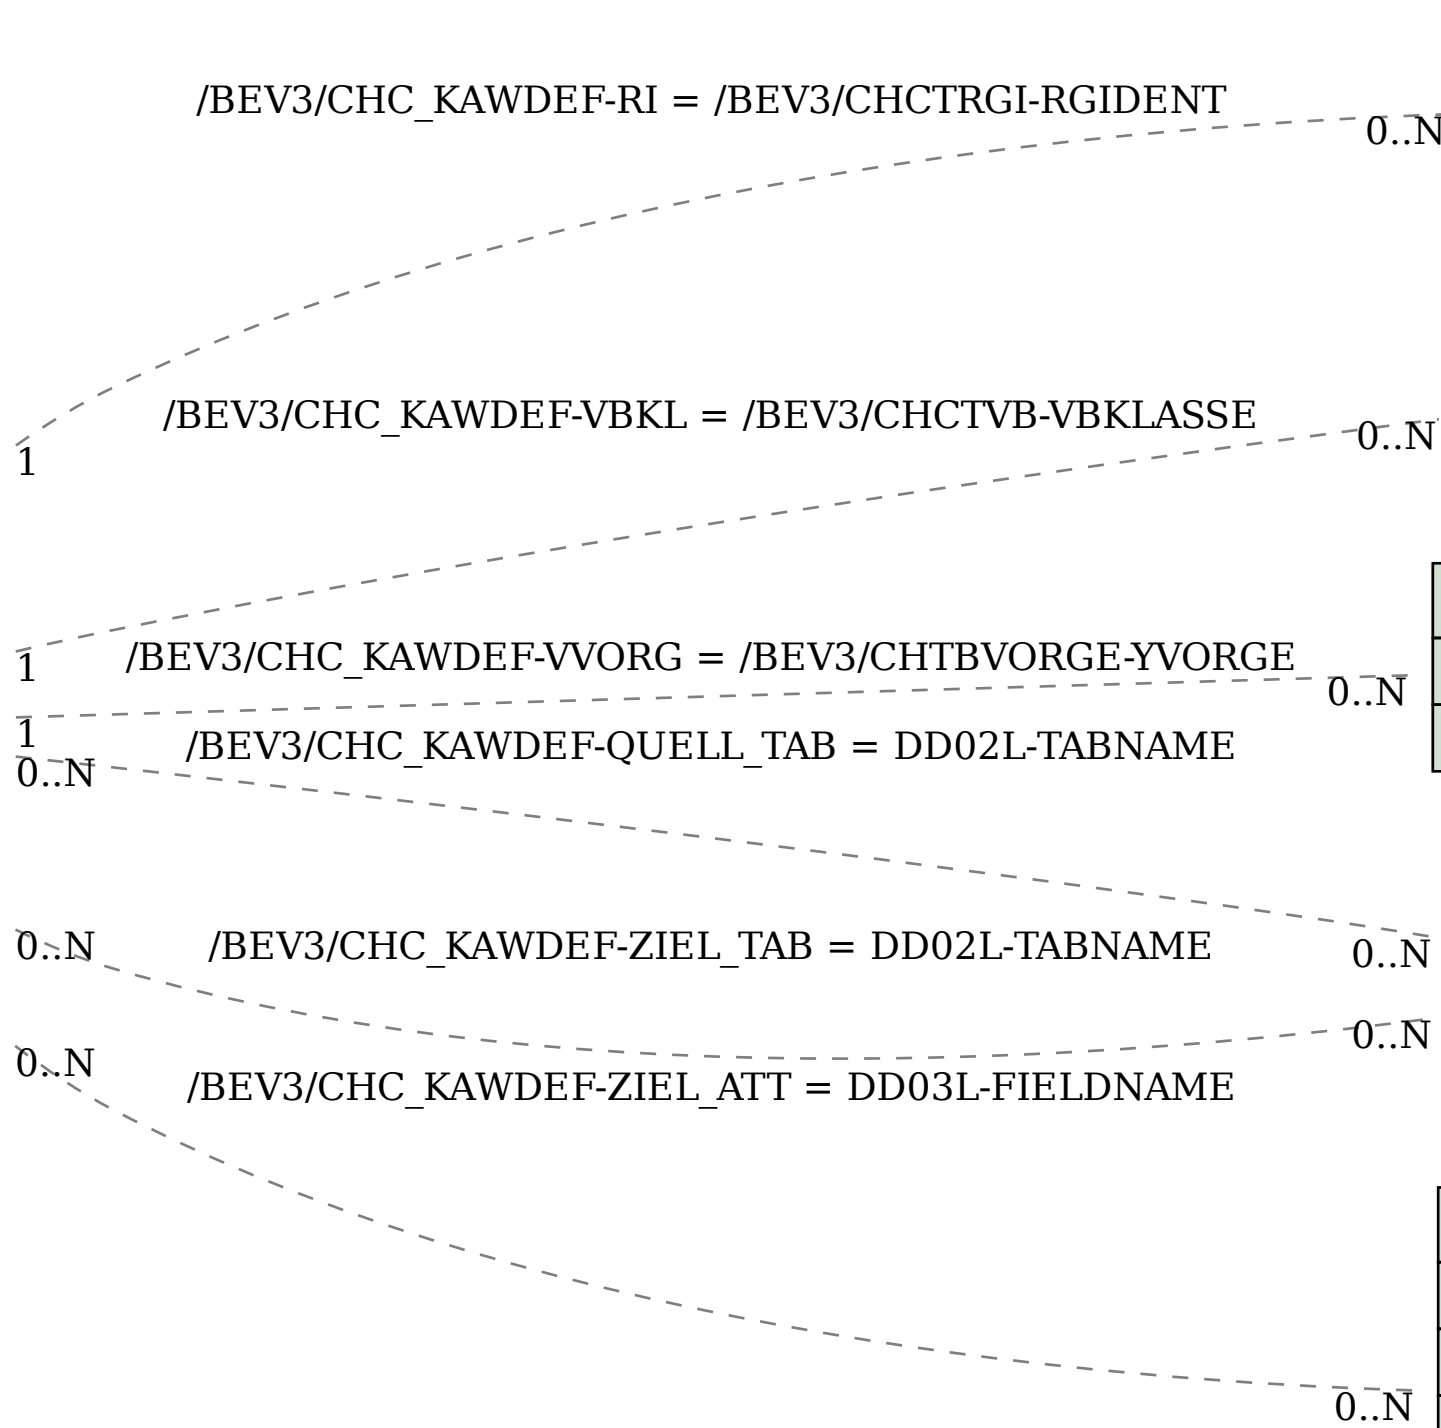 /BEV3/CHC_KAWDEF-RI = /BEV3/CHCTRGI-RGIDENT
0..N
/BEV3/CHC_KAWDEF-VBKL = /BEV3/CHCTVB-VBKLASSE
0..N
1
/BEV3/CHC_KAWDEF-VVORG = /BEV3/CHTBVORGE-YVORGE
1
0..N
1
/BEV3/CHC_KAWDEF-QUELL_TAB = DD02L-TABNAME
0..N
0..N
/BEV3/CHC_KAWDEF-ZIEL_TAB = DD02L-TABNAME
0..N
0..N
0..N
/BEV3/CHC_KAWDEF-ZIEL_ATT = DD03L-FIELDNAME
0..N